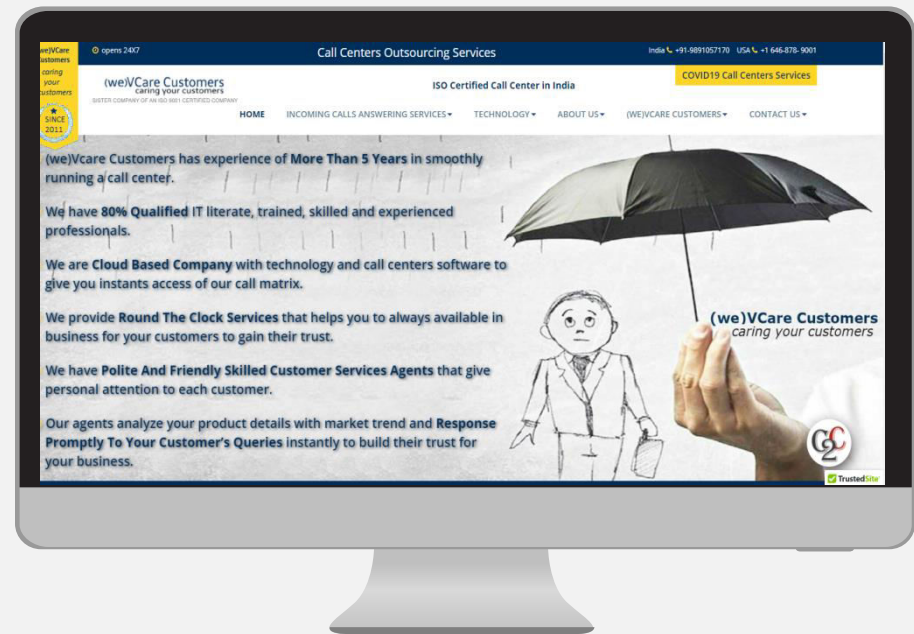 (we)VCare
ustomers
caring
your
customers
SINCE
2011
opens 24X7
Call Centers Outsourcing Services
India +91-9891057170 USA +1 646-878- 9001
(we)VCare Customers
caring your customers
SISTER COMPANY OF AN ISO 9001 CERTIFIED COMPANY
ISO Certified Call Center in India
COVID19 Call Centers Services
HOME INCOMING CALLS ANSWERING SERVICES TECHNOLOGY ABOUT US (WE)VCARE CUSTOMERS CONTACT US
(we)Vcare Customers has experience of More Than 5 Years in smoothly
running a call center.
We have 80% Qualified IT literate, trained, skilled and experienced
professionals.
We are Cloud Based Company with technology and call centers software to
give you instants access of our call matrix.
We provide Round The Clock Services that helps you to always available in
business for your customers to gain their trust.
We have Polite And Friendly Skilled Customer Services Agents that give
personal attention to each customer.
Our agents analyze your product details with market trend and Response
Promptly To Your Customer's Queries instantly to build their trust for
your business.
(we)VCare Customers
caring your customers
C2C
TrustedSite